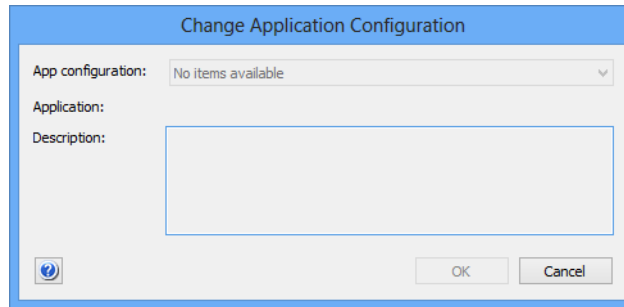 Change Application Configuration
App configuration: No items available
Application:
Description:
?
OK Cancel